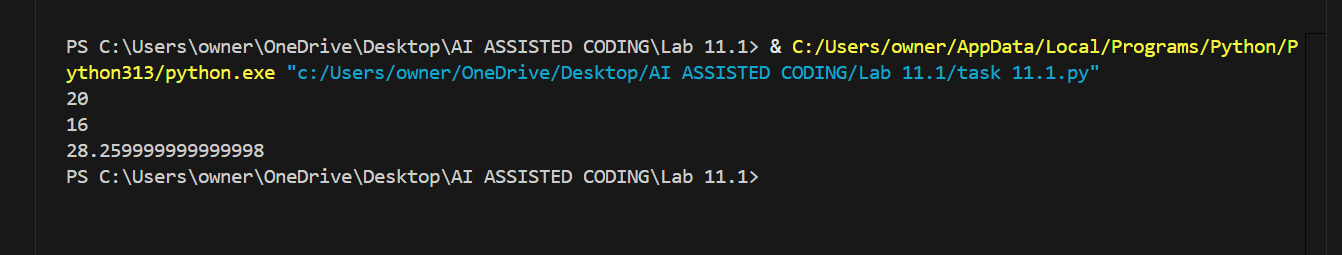 PS C:\Users\owner\OneDrive\Desktop\AI ASSISTED CODING\Lab 11.1> & C:/Users/owner/AppData/Local/Programs/Python/P
ython313/python.exe "c:/Users/owner/OneDrive/Desktop/AI ASSISTED CODING/Lab 11.1/task 11.1.py"
20
16
28.259999999999998
PS C:\Users\owner\OneDrive\Desktop\AI ASSISTED CODING\Lab 11.1>